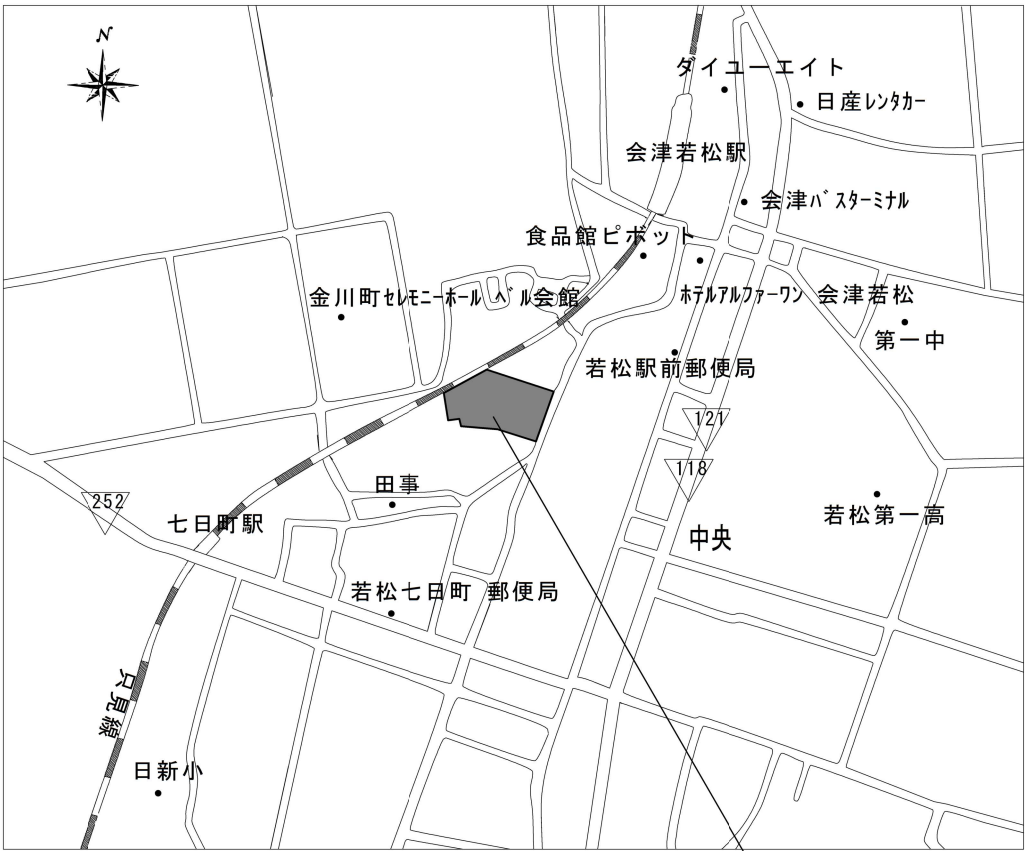 N
ダイユーエイト
日産レンタカー
会津若松駅
会津バスターミナル
食品館ピボット
金川町セレモニーホール ベル会館
ホテルアルファーワン 会津若松
第一中
若松駅前郵便局
121
118
田事
252
七日町駅
若松第一高
中央
若松七日町 郵便局
只見線
日新小